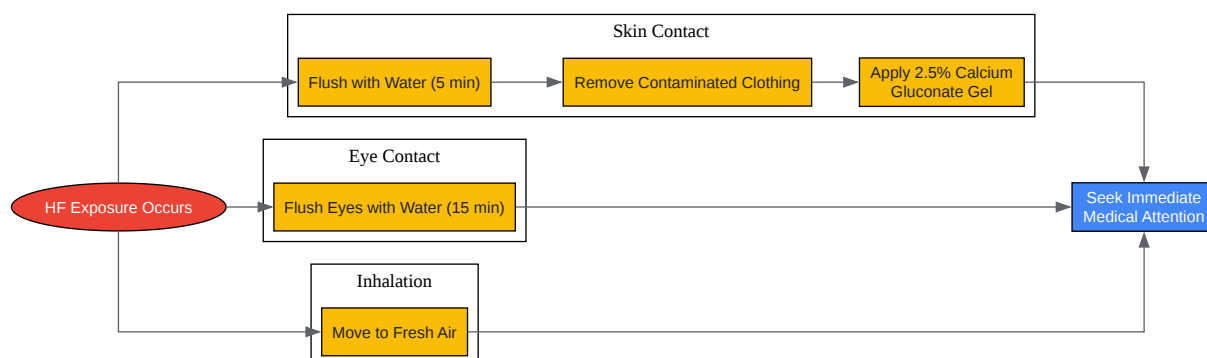 Skin Contact
Flush with Water (5 min)
Remove Contaminated Clothing
Apply 2.5% Calcium
Gluconate Gel
Eye Contact
HF Exposure Occurs
Flush Eyes with Water (15 min)
Seek Immediate
Medical Attention
Inhalation
Move to Fresh Air